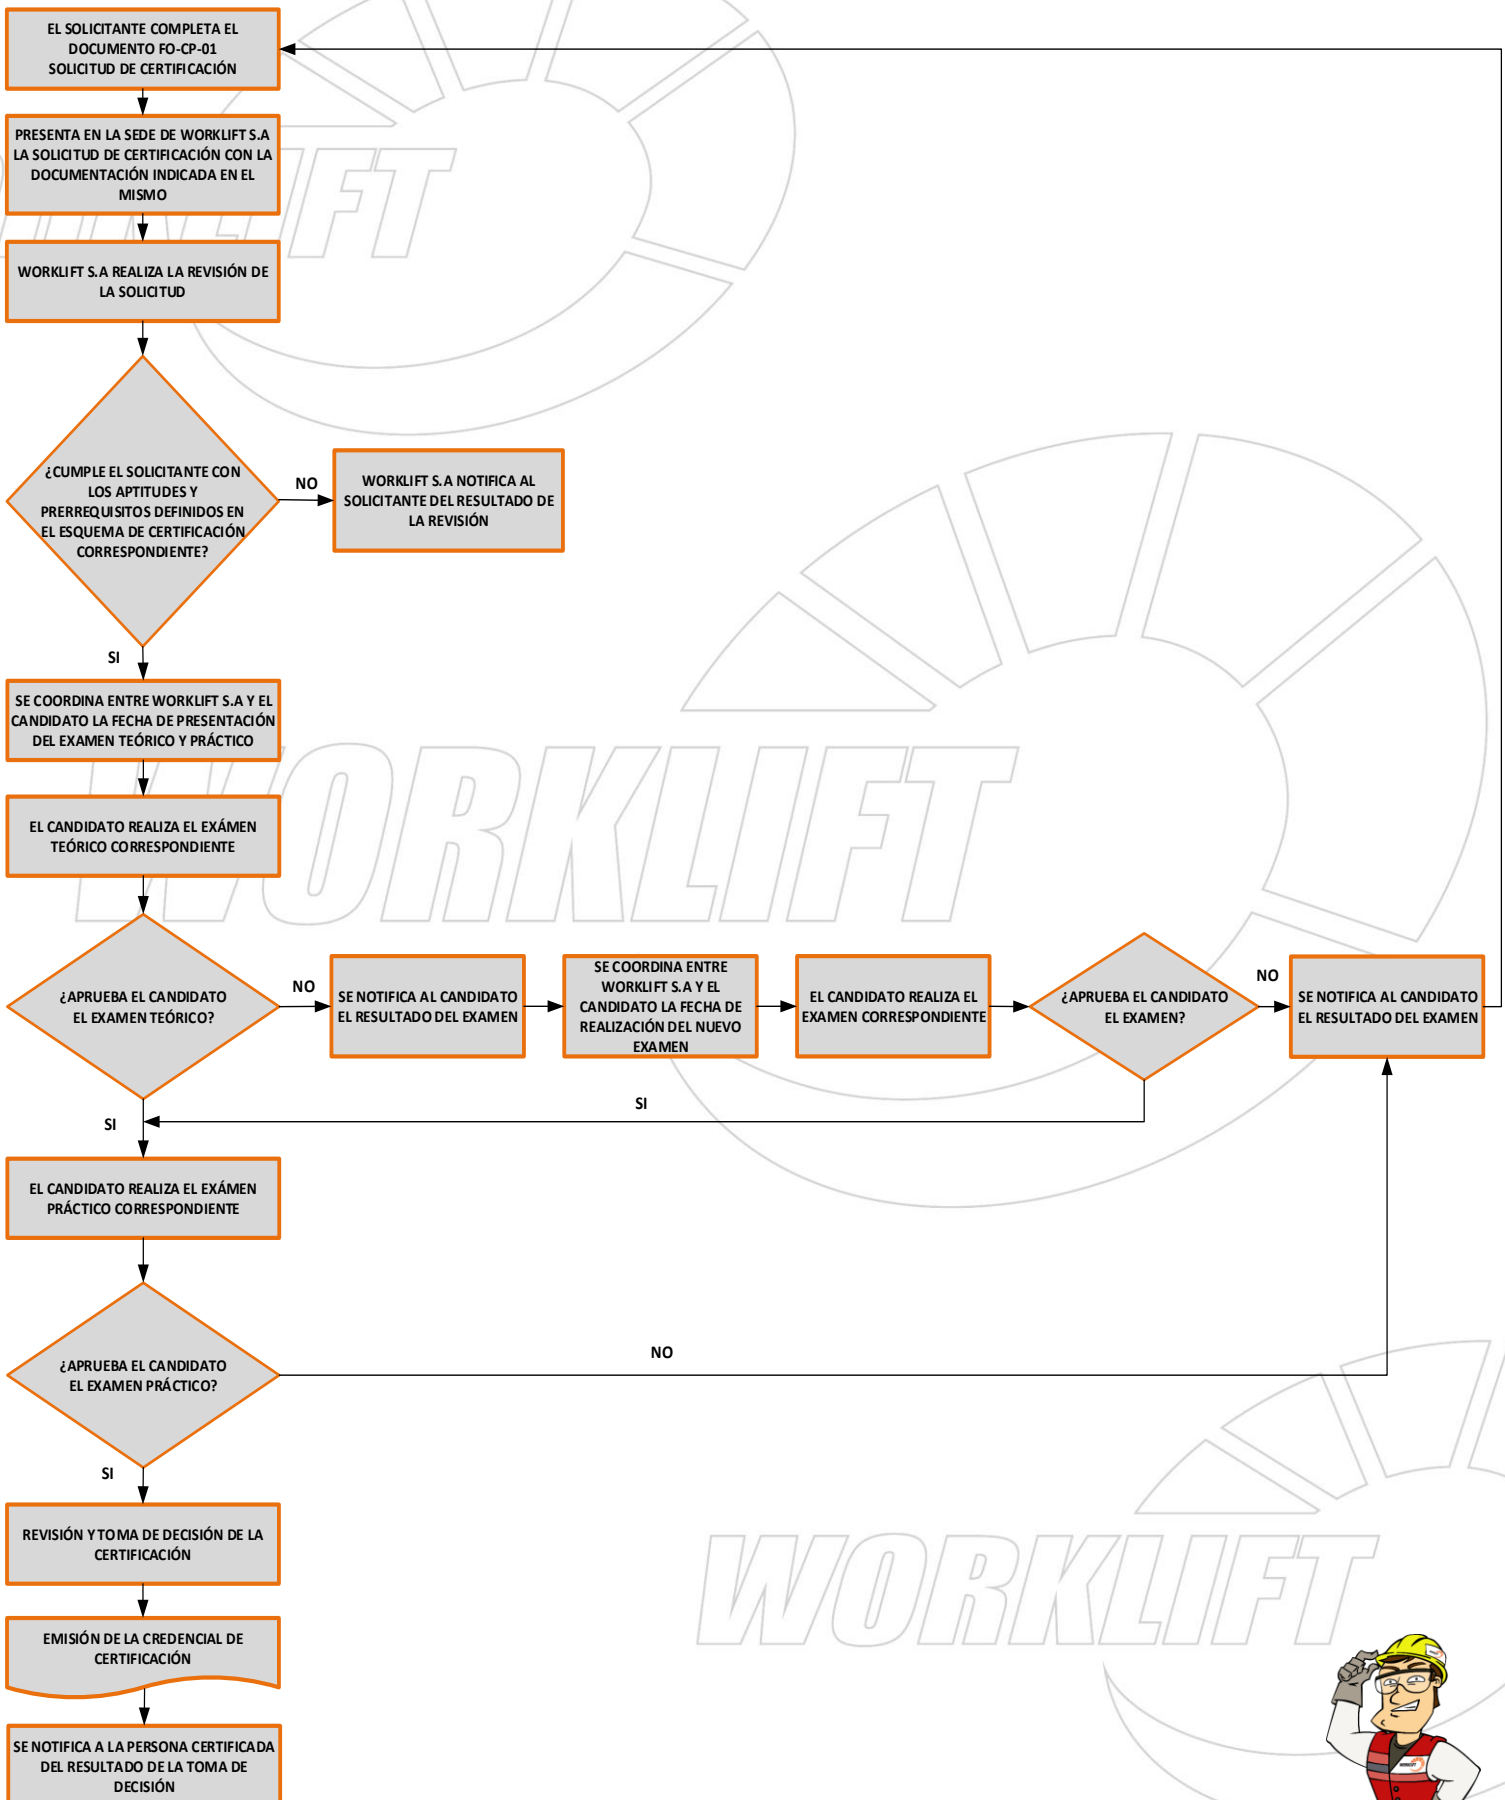 EL SOLICITANTE COMPLETA EL
DOCUMENTO FO-CP-01
SOLICITUD DE CERTIFICACIÓN
PRESENTA EN LA SEDE DE WORKLIFT S.A
LA SOLICITUD DE CERTIFICACIÓN CON LA
DOCUMENTACIÓN INDICADA EN EL
MISMO
WORKLIFT S.A REALIZA LA REVISIÓN DE
LA SOLICITUD
¿CUMPLE EL SOLICITANTE CON
LOS APTITUDES Y
PRERREQUISITOS DEFINIDOS EN
EL ESQUEMA DE CERTIFICACIÓN
CORRESPONDIENTE?
NO
WORKLIFT S.A NOTIFICA AL
SOLICITANTE DEL RESULTADO DE
LA REVISIÓN
SI
SE COORDINA ENTRE WORKLIFT S.A Y EL
CANDIDATO LA FECHA DE PRESENTACIÓN
DEL EXAMEN TEÓRICO Y PRÁCTICO
WORKLIFT
EL CANDIDATO REALIZA EL EXÁMEN
TEÓRICO CORRESPONDIENTE
¿APRUEBA EL CANDIDATO
EL EXAMEN TEÓRICO?
NO
SE NOTIFICA AL CANDIDATO
EL RESULTADO DEL EXAMEN
SE COORDINA ENTRE
WORKLIFT S.A Y EL
CANDIDATO LA FECHA DE
REALIZACIÓN DEL NUEVO
EXAMEN
EL CANDIDATO REALIZA EL
EXAMEN CORRESPONDIENTE
¿APRUEBA EL CANDIDATO
EL EXAMEN?
NO
SE NOTIFICA AL CANDIDATO
EL RESULTADO DEL EXAMEN
SI
SI
EL CANDIDATO REALIZA EL EXÁMEN
PRÁCTICO CORRESPONDIENTE
¿APRUEBA EL CANDIDATO
EL EXAMEN PRÁCTICO?
NO
SI
REVISIÓN Y TOMA DE DECISIÓN DE LA
CERTIFICACIÓN
WORKLIFT
EMISIÓN DE LA CREDENCIAL DE
CERTIFICACIÓN
SE NOTIFICA A LA PERSONA CERTIFICADA
DEL RESULTADO DE LA TOMA DE
DECISIÓN